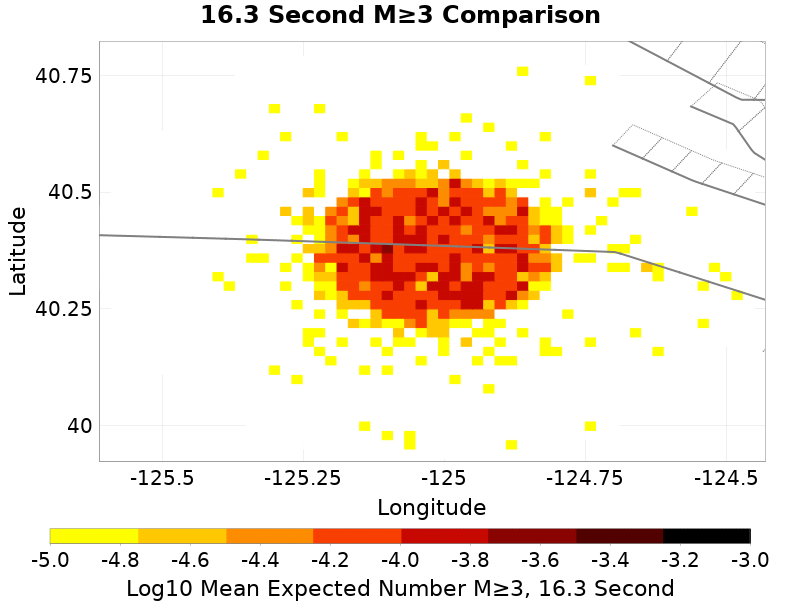 16.3 Second M≥3 Comparison
40.75
40.5
40.25
40
Latitude
-125.5 -125.25 -125 -124.75 -124.5
Longitude
-5.0 -4.8 -4.6 -4.4 -4.2 -4.0 -3.8 -3.6 -3.4 -3.2 -3.0
Log10 Mean Expected Number M≥3, 16.3 Second